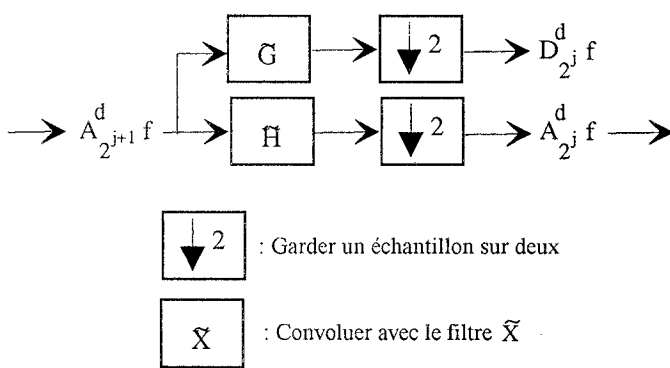 G̃ 2 D^d_{2^j} f
A^d_{2^{j+1}} f H̃ 2 A^d_{2^j} f
2 : Garder un échantillon sur deux
X̃ : Convoluer avec le filtre X̃